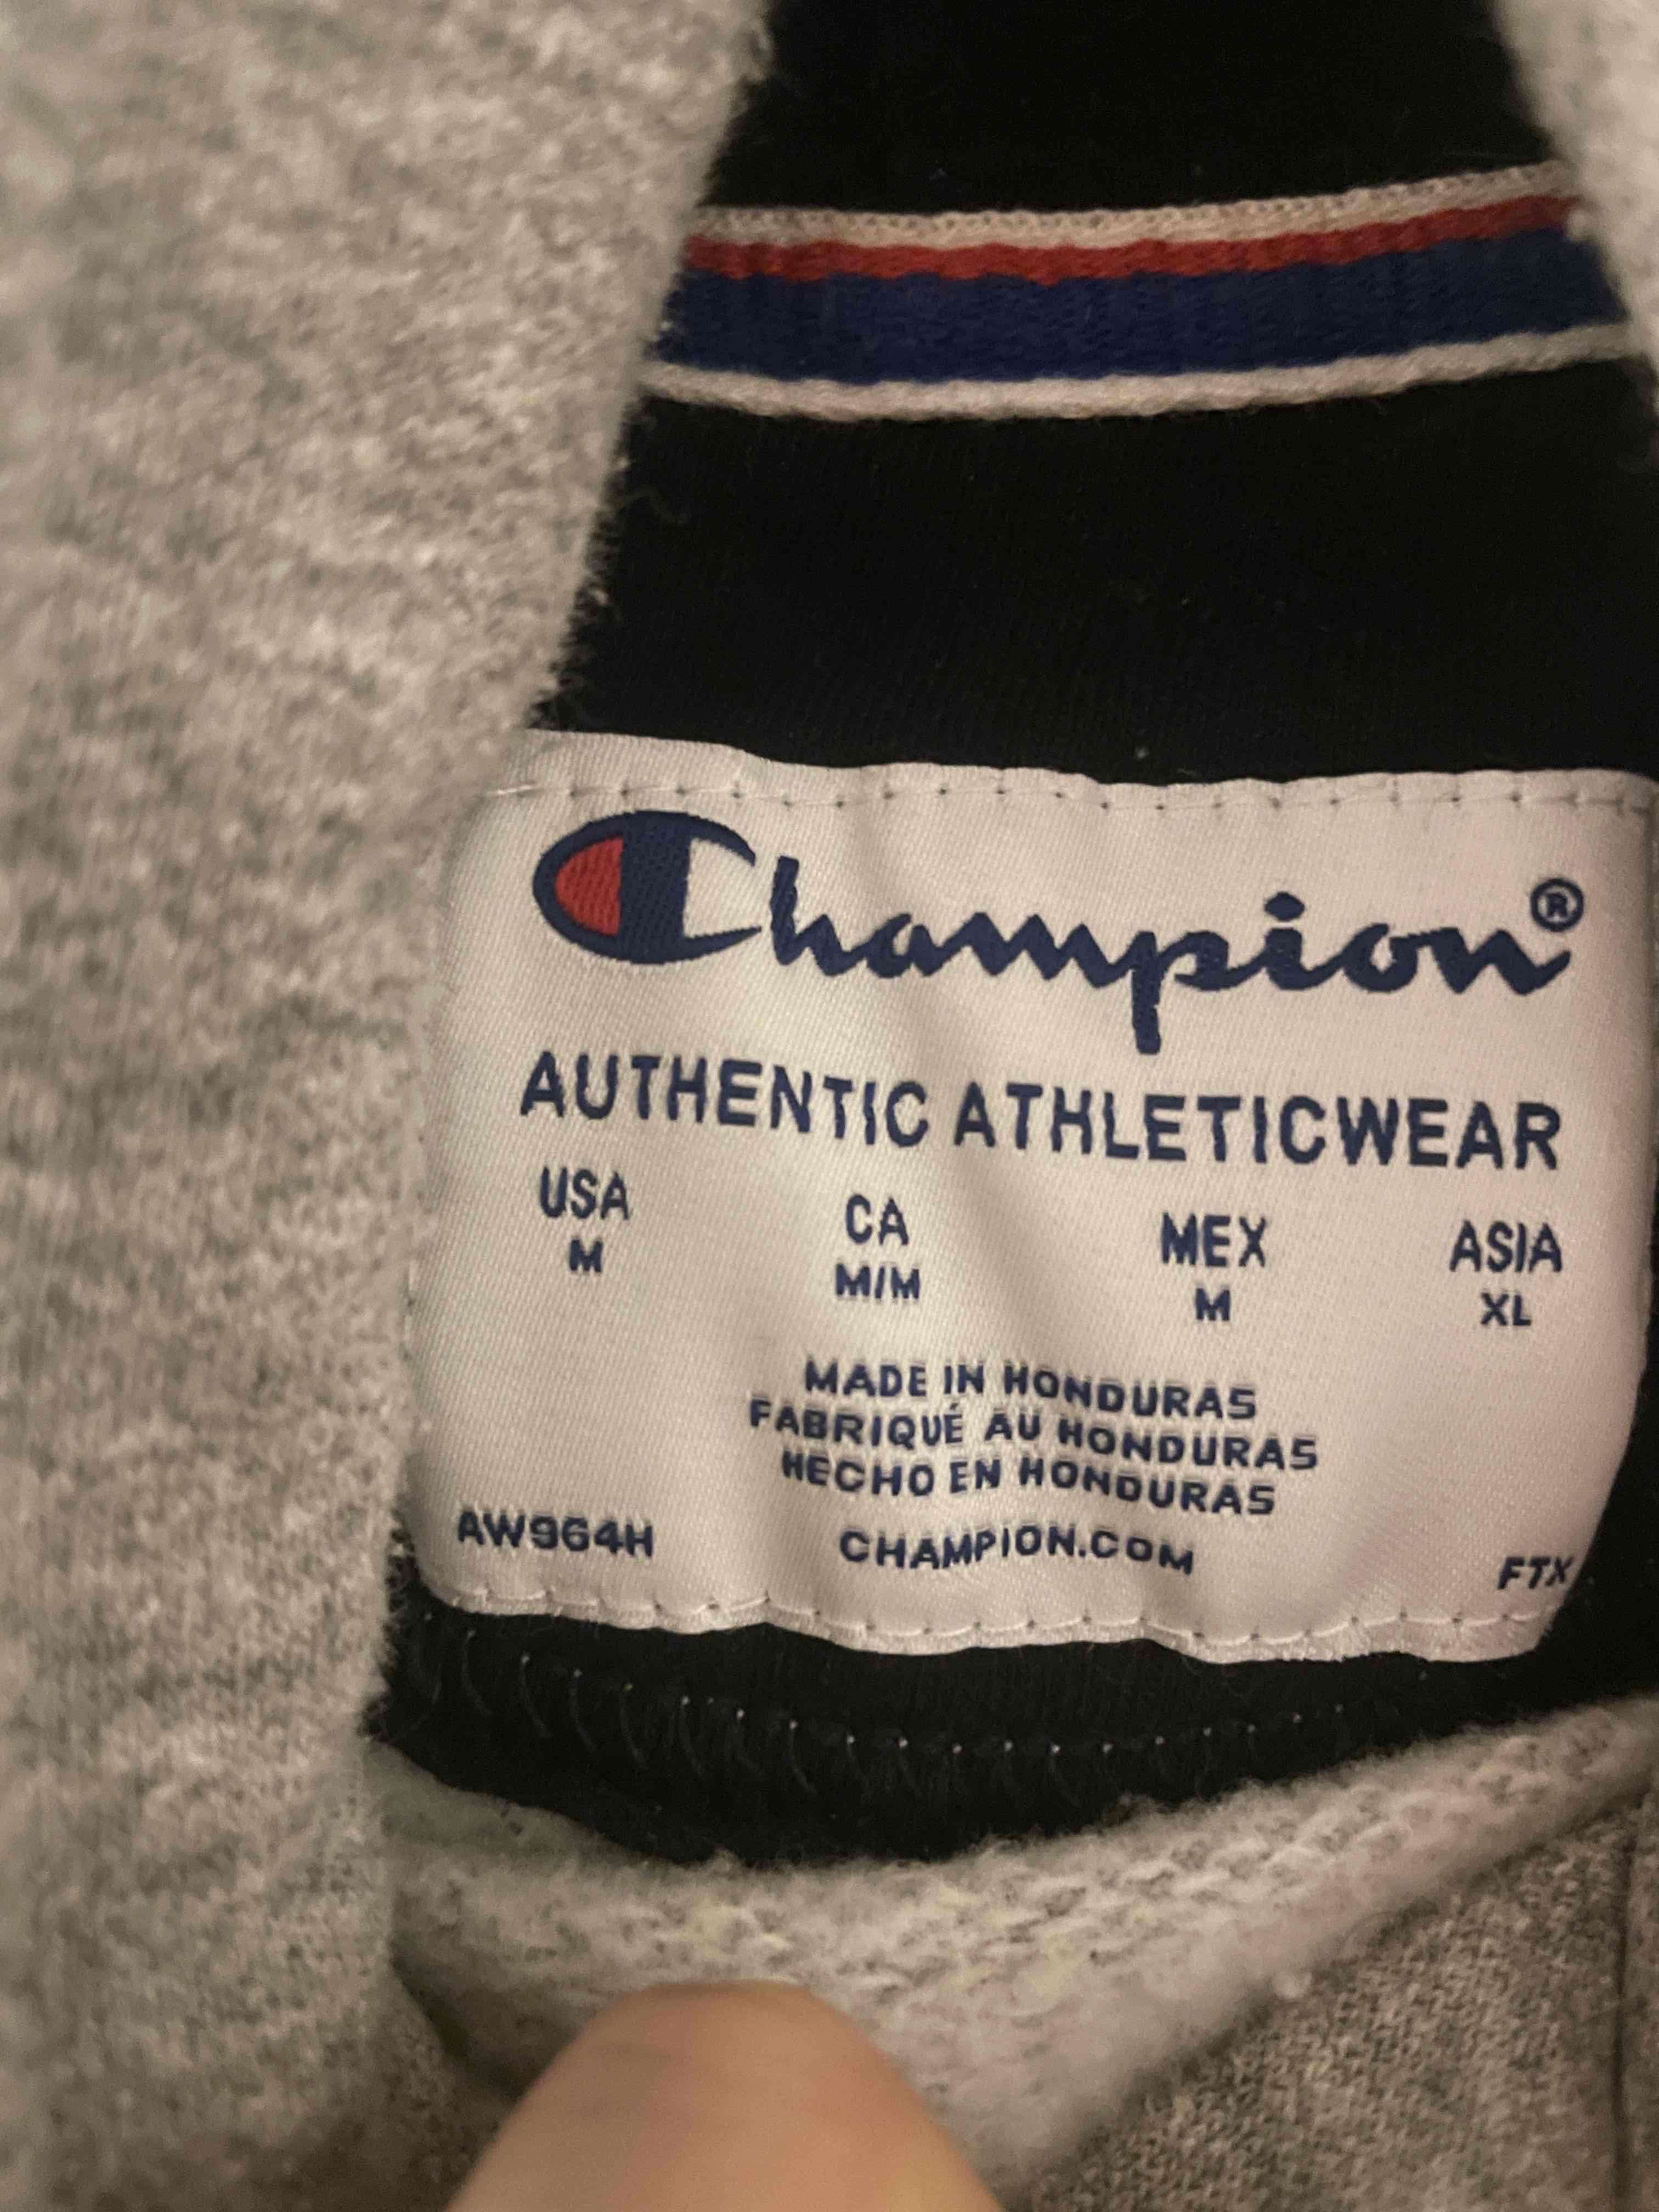 Champion®
AUTHENTIC ATHLETICWEAR
USA CA MEX ASIA
M M/M M XL
MADE IN HONDURAS
FABRIQUÉ AU HONDURAS
HECHO EN HONDURAS
AW964H CHAMPION.COM FTX